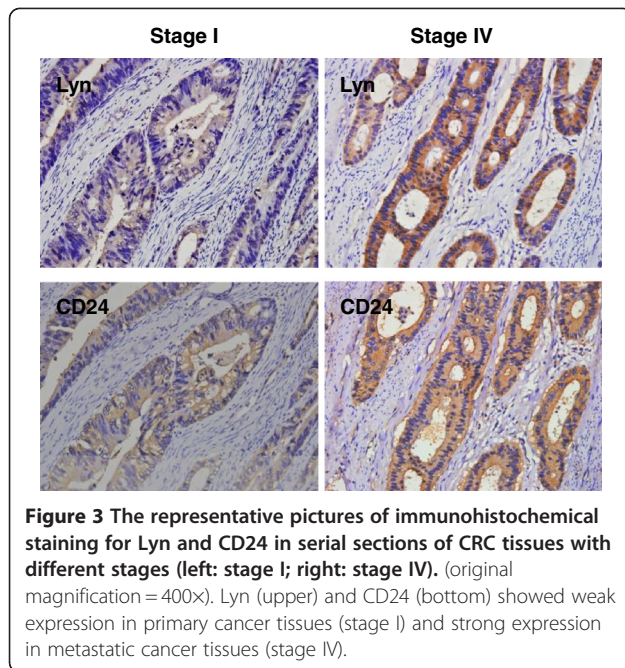 Stage I Stage IV
Lyn Lyn
CD24 CD24
Figure 3 The representative pictures of immunohistochemical
staining for Lyn and CD24 in serial sections of CRC tissues with
different stages (left: stage I; right: stage IV). (original
magnification = 400×). Lyn (upper) and CD24 (bottom) showed weak
expression in primary cancer tissues (stage I) and strong expression
in metastatic cancer tissues (stage IV).